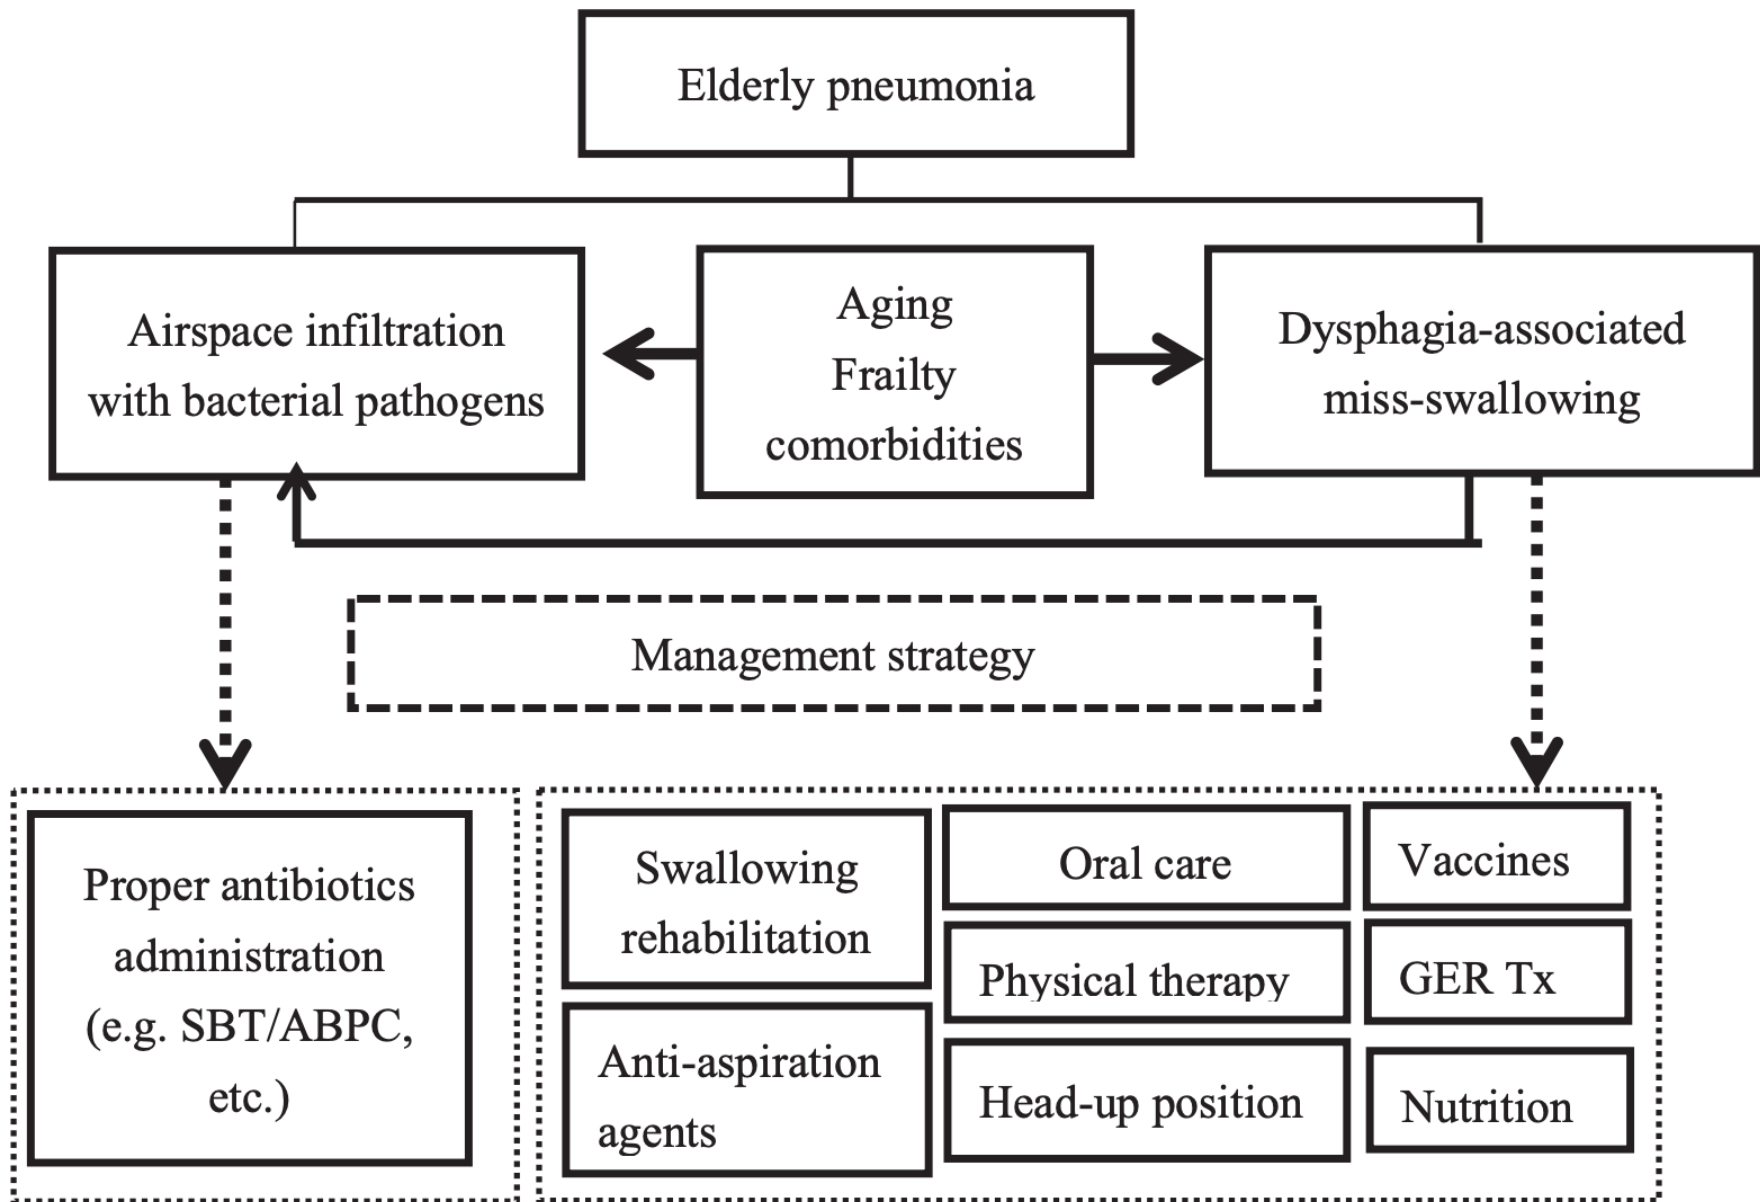 Elderly pneumonia
Airspace infiltration
with bacterial pathogens
Aging
Frailty
comorbidities
Dysphagia-associated
miss-swallowing
Management strategy
Proper antibiotics
administration
(e.g. SBT/ABPC,
etc.)
Swallowing
rehabilitation
Anti-aspiration
agents
Oral care
Physical therapy
Head-up position
Vaccines
GER Tx
Nutrition